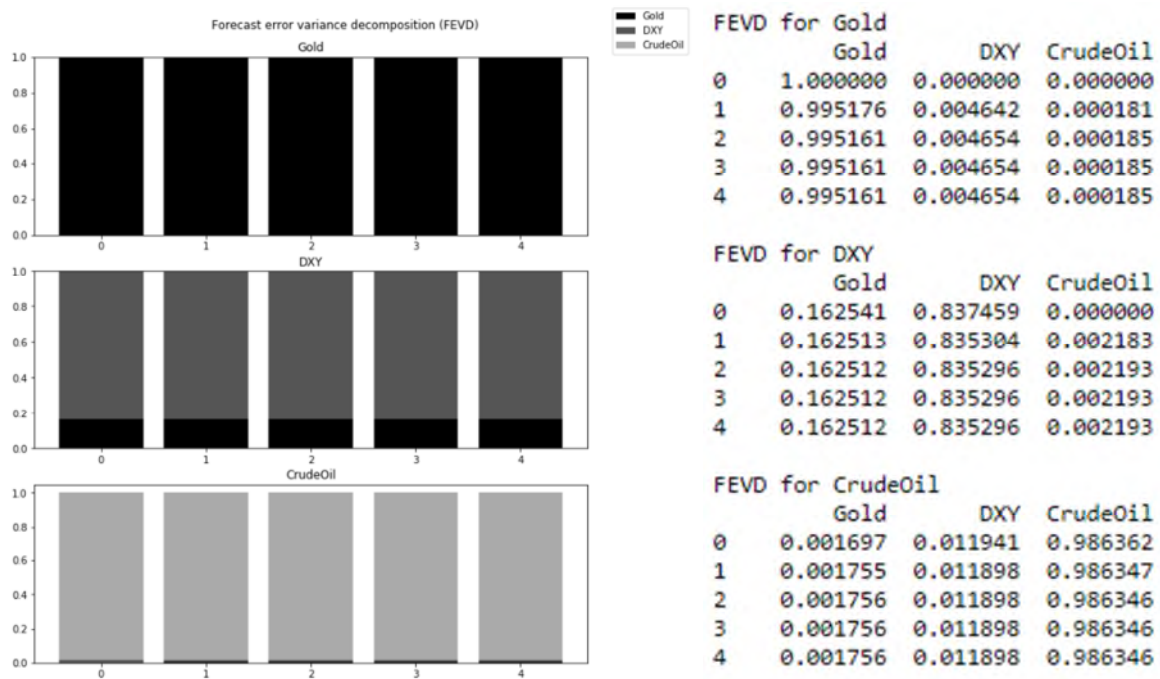 Forecast error variance decomposition (FEVD)
Gold
DXY
CrudeOil
Gold
1.0
0.8
0.6
0.4
0.2
0.0
0 1 2 3 4
DXY
1.0
0.8
0.6
0.4
0.2
0.0
0 1 2 3 4
CrudeOil
1.0
0.8
0.6
0.4
0.2
0.0
0 1 2 3 4
FEVD for Gold
Gold DXY CrudeOil
0 1.000000 0.000000 0.000000
1 0.995176 0.004642 0.000181
2 0.995161 0.004654 0.000185
3 0.995161 0.004654 0.000185
4 0.995161 0.004654 0.000185
FEVD for DXY
Gold DXY CrudeOil
0 0.162541 0.837459 0.000000
1 0.162513 0.835304 0.002183
2 0.162512 0.835296 0.002193
3 0.162512 0.835296 0.002193
4 0.162512 0.835296 0.002193
FEVD for CrudeOil
Gold DXY CrudeOil
0 0.001697 0.011941 0.986362
1 0.001755 0.011898 0.986347
2 0.001756 0.011898 0.986346
3 0.001756 0.011898 0.986346
4 0.001756 0.011898 0.986346